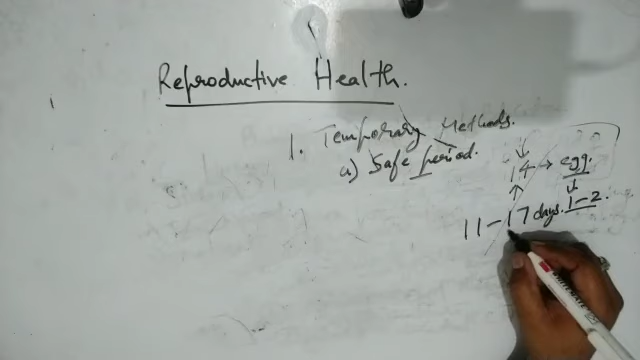 Reproductive Health.
1. Temporary Methods.
a) Safe period.
↓
14 → egg.
↑ ↓
11-17 days. 1-2.